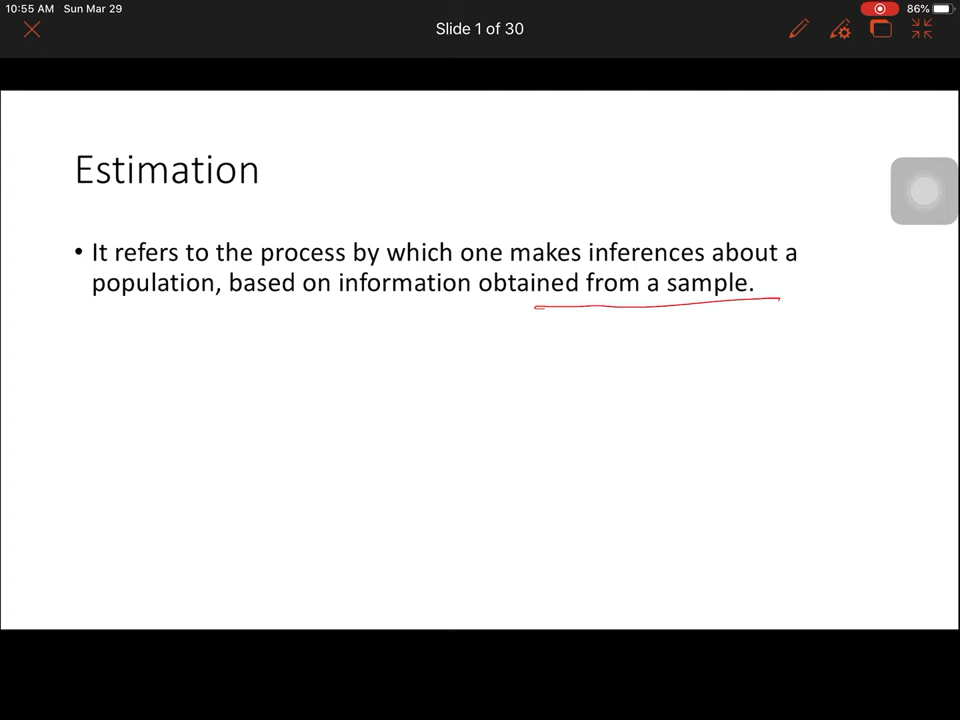 10:55 AM Sun Mar 29
86%
Slide 1 of 30
Estimation
• It refers to the process by which one makes inferences about a
population, based on information obtained from a sample.